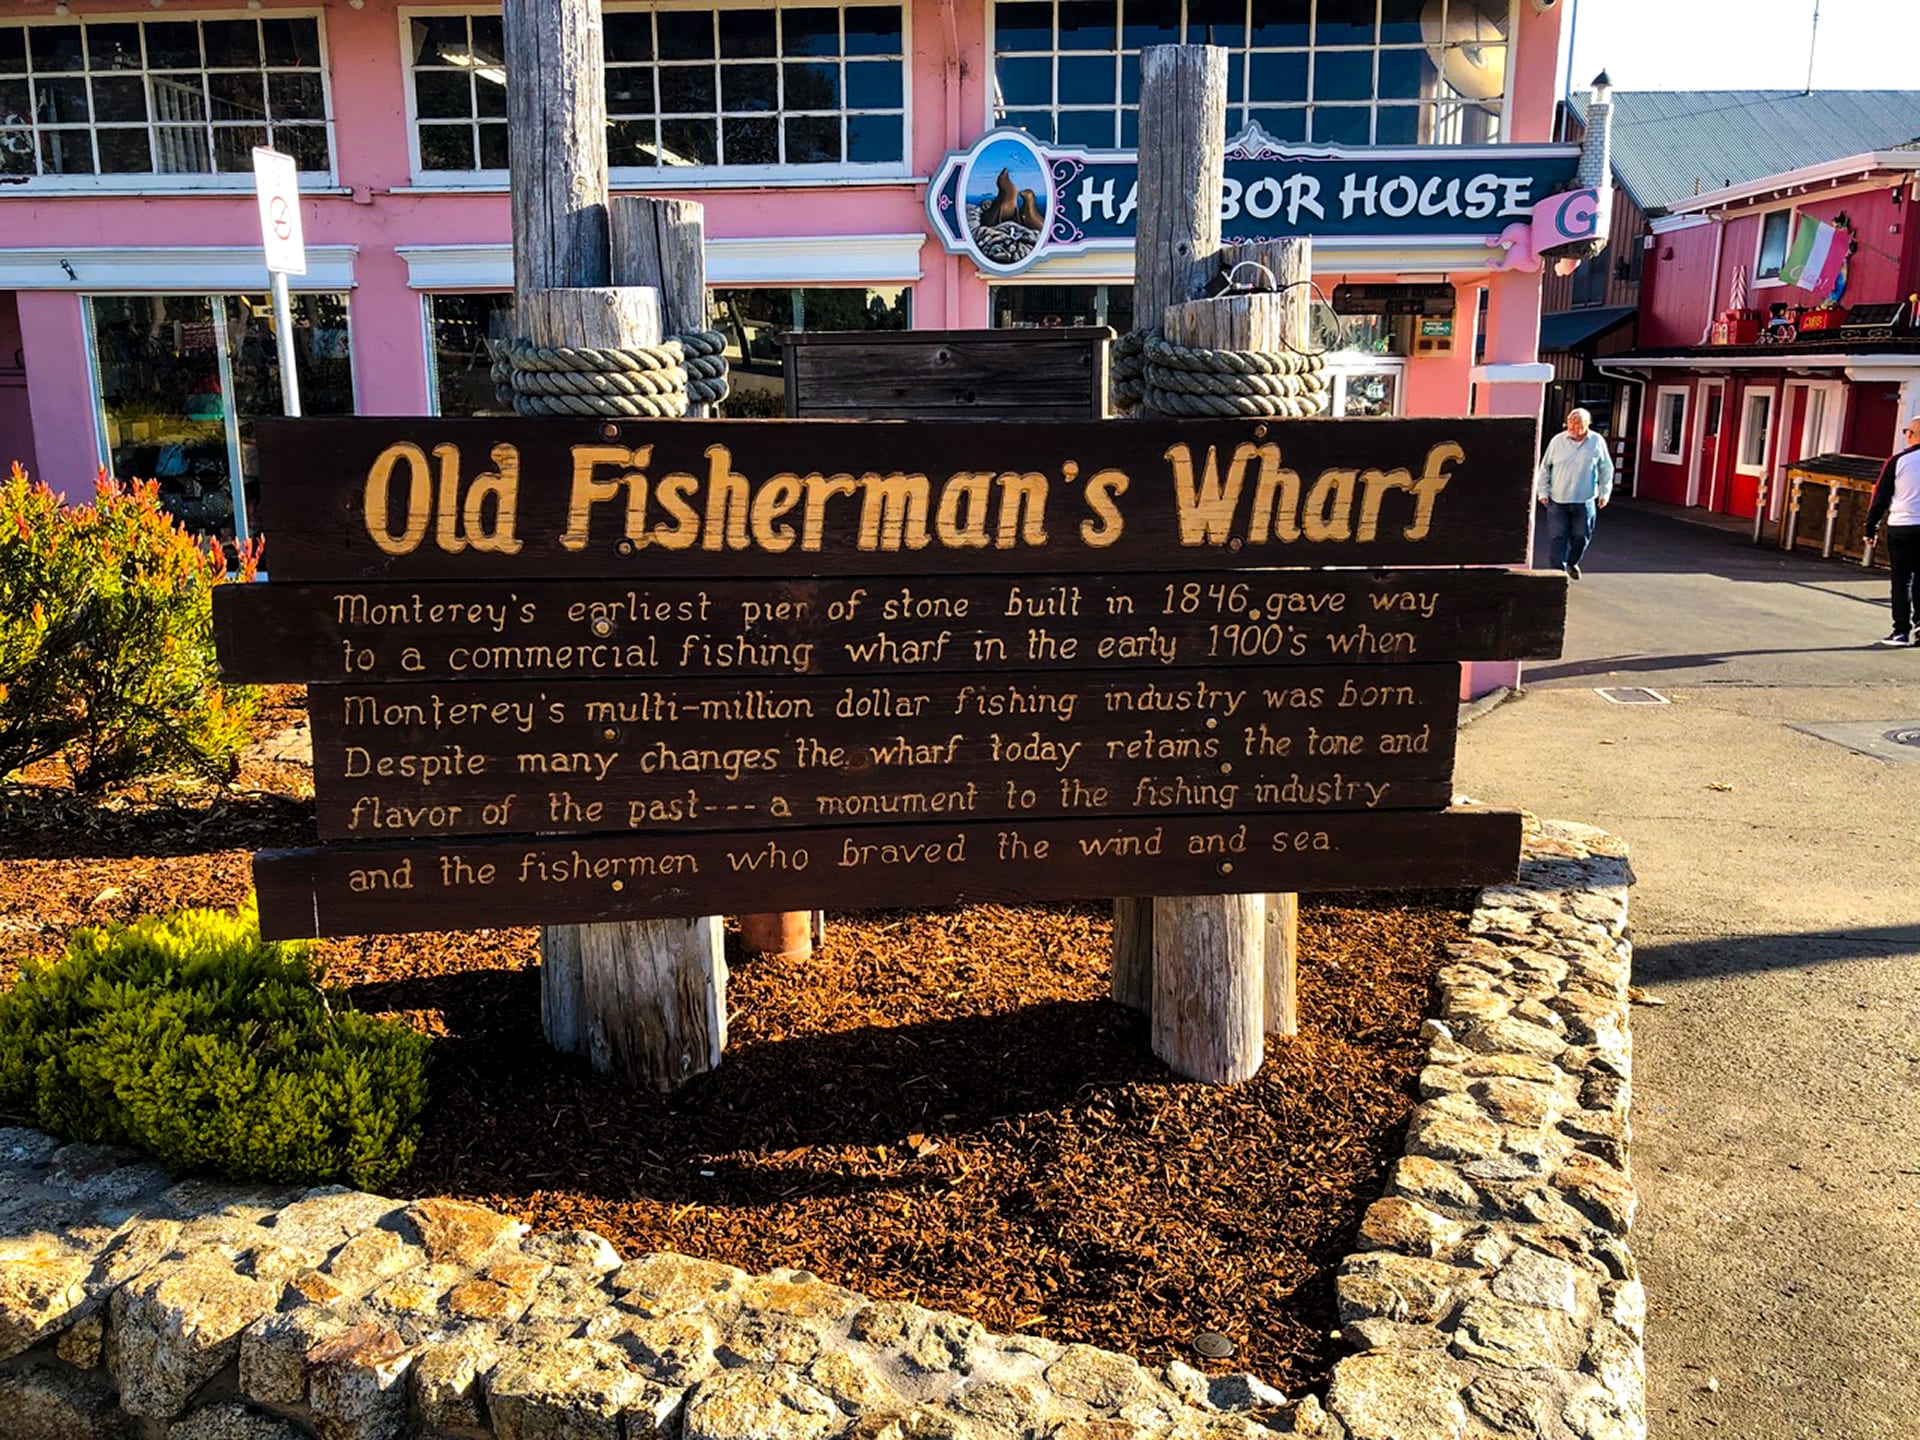 HARBOR HOUSE
G
Ciao!
Old Fisherman's Wharf
Monterey's earliest pier of stone built in 1846, gave way
to a commercial fishing wharf in the early 1900's when
Monterey's multi-million dollar fishing industry was born.
Despite many changes the wharf today retains the tone and
flavor of the past---a monument to the fishing industry
and the fishermen who braved the wind and sea.